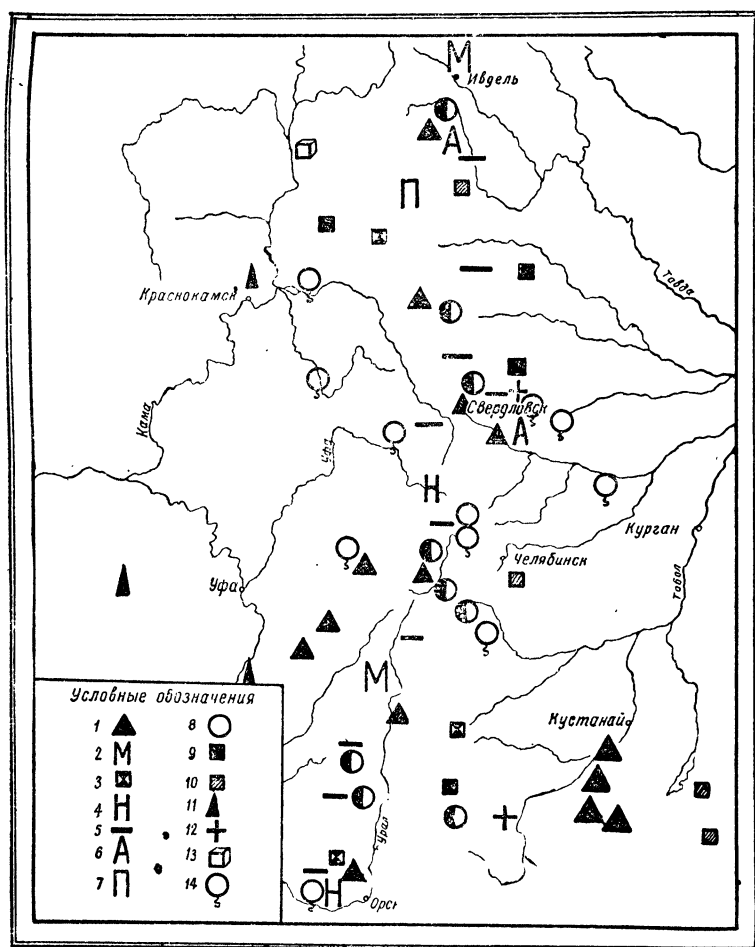 М
Ивдель
А
П
Краснокамск
Тавда
Свердловск
А
Кама
Уфа
Н
Курган
Челябинск
Тобол
Уфа
М
Условные обозначения
Кустанай
1
8
2 М
9
3
10
4 Н
11
5
12
6 А
13
7 П
14
Урал
Н
Орск